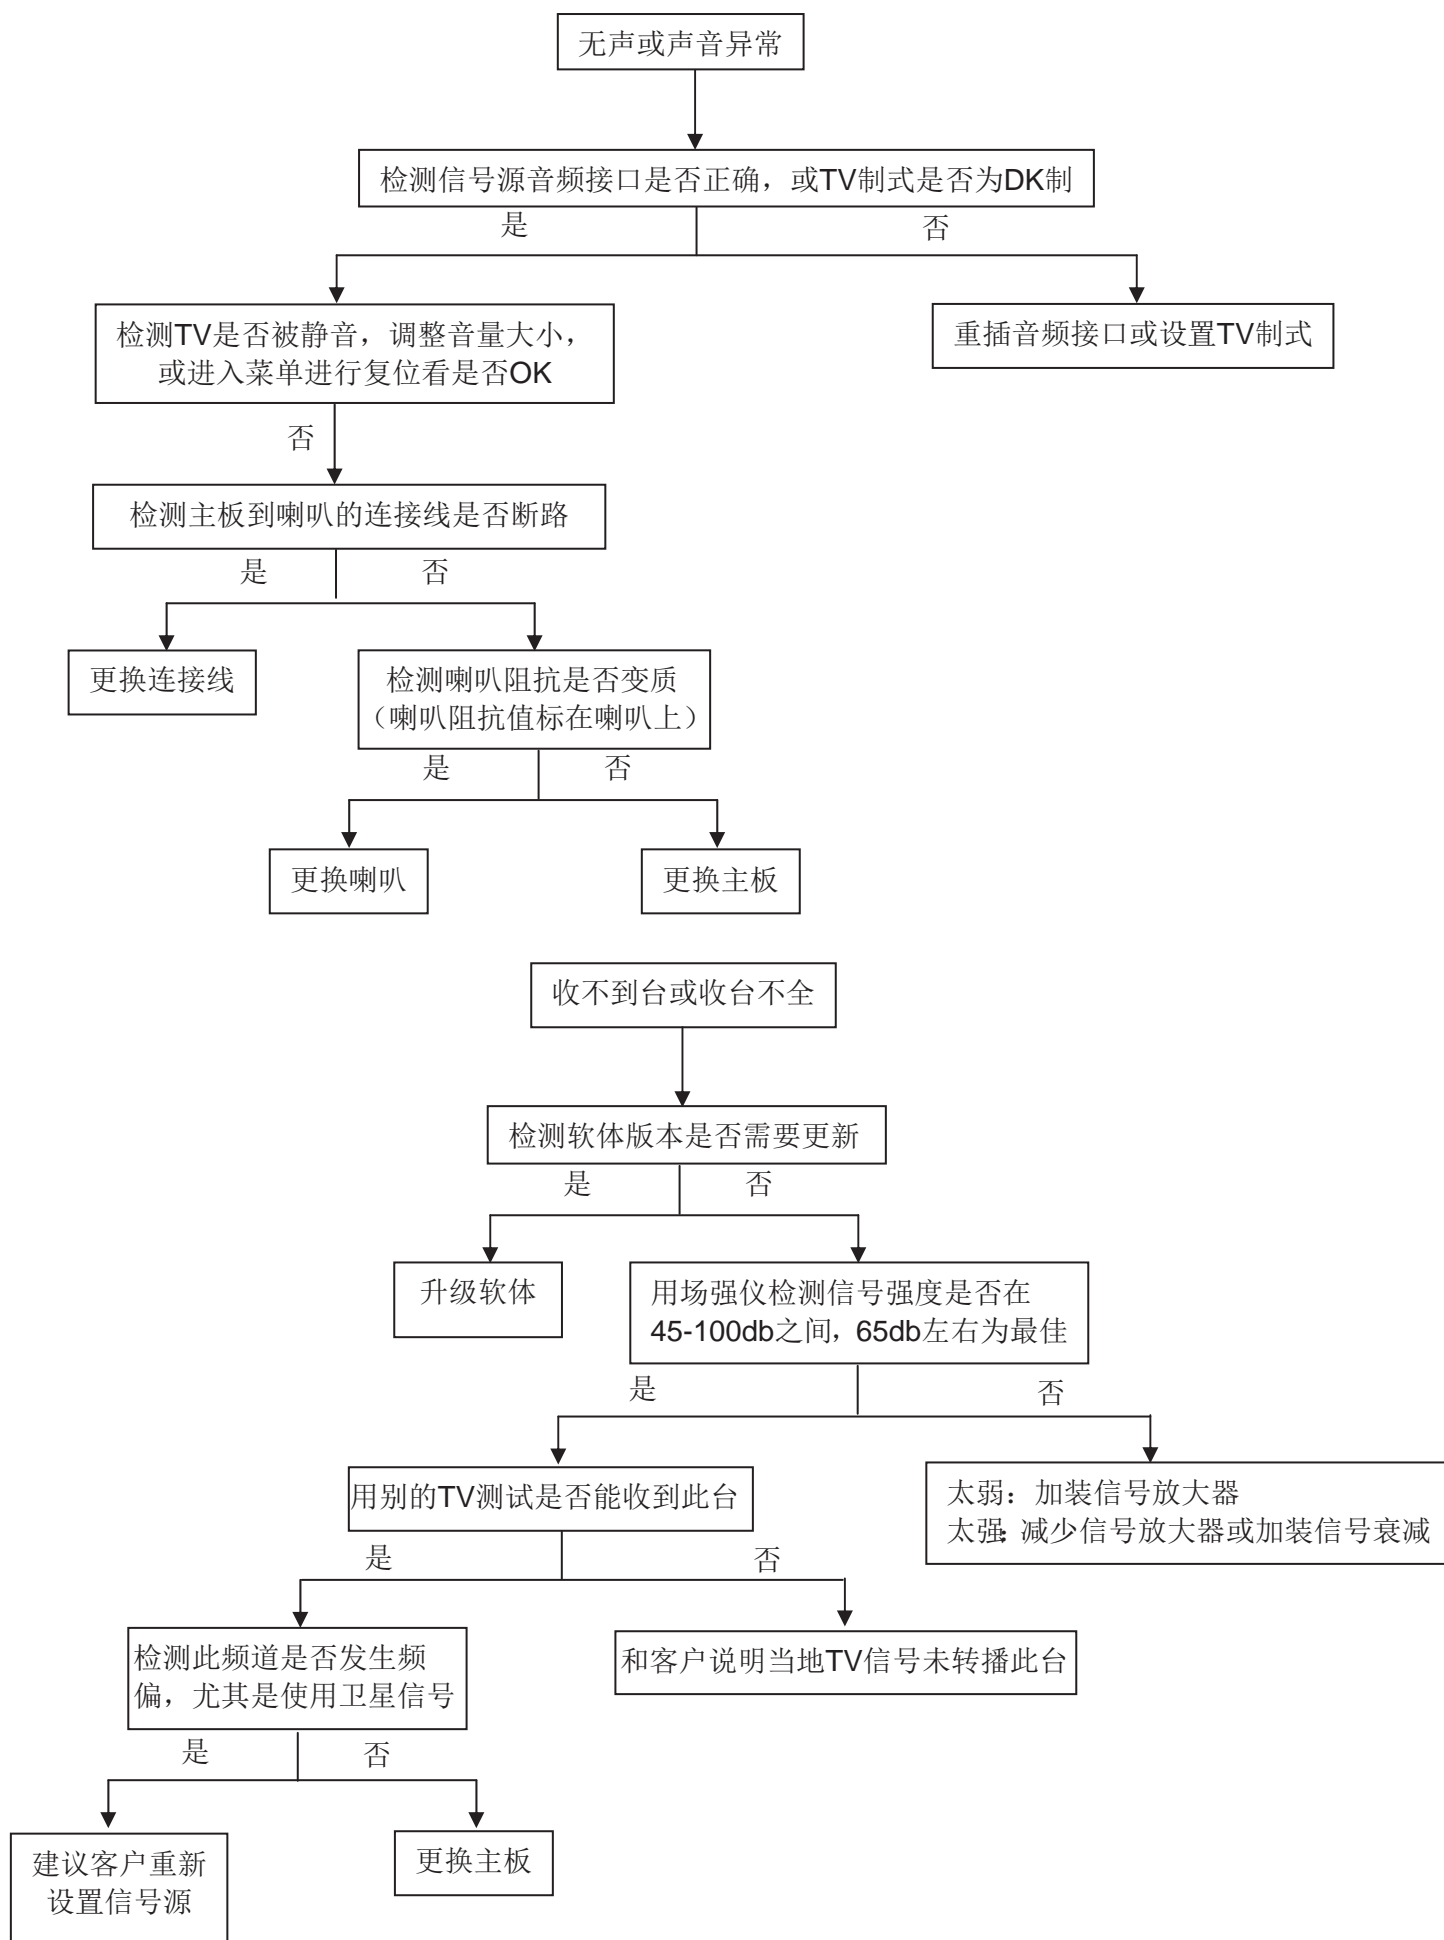 无声或声音异常
检测信号源音频接口是否正确，或TV制式是否为DK制
是
否
检测TV是否被静音，调整音量大小，
或进入菜单进行复位看是否OK
重插音频接口或设置TV制式
否
检测主板到喇叭的连接线是否断路
是
否
更换连接线
检测喇叭阻抗是否变质
（喇叭阻抗值标在喇叭上）
是
否
更换喇叭
更换主板
收不到台或收台不全
检测软体版本是否需要更新
是
否
升级软体
用场强仪检测信号强度是否在
45-100db之间，65db左右为最佳
是
否
用别的TV测试是否能收到此台
太弱：加装信号放大器
太强：减少信号放大器或加装信号衰减
是
否
检测此频道是否发生频
偏，尤其是使用卫星信号
和客户说明当地TV信号未转播此台
是
否
建议客户重新
设置信号源
更换主板